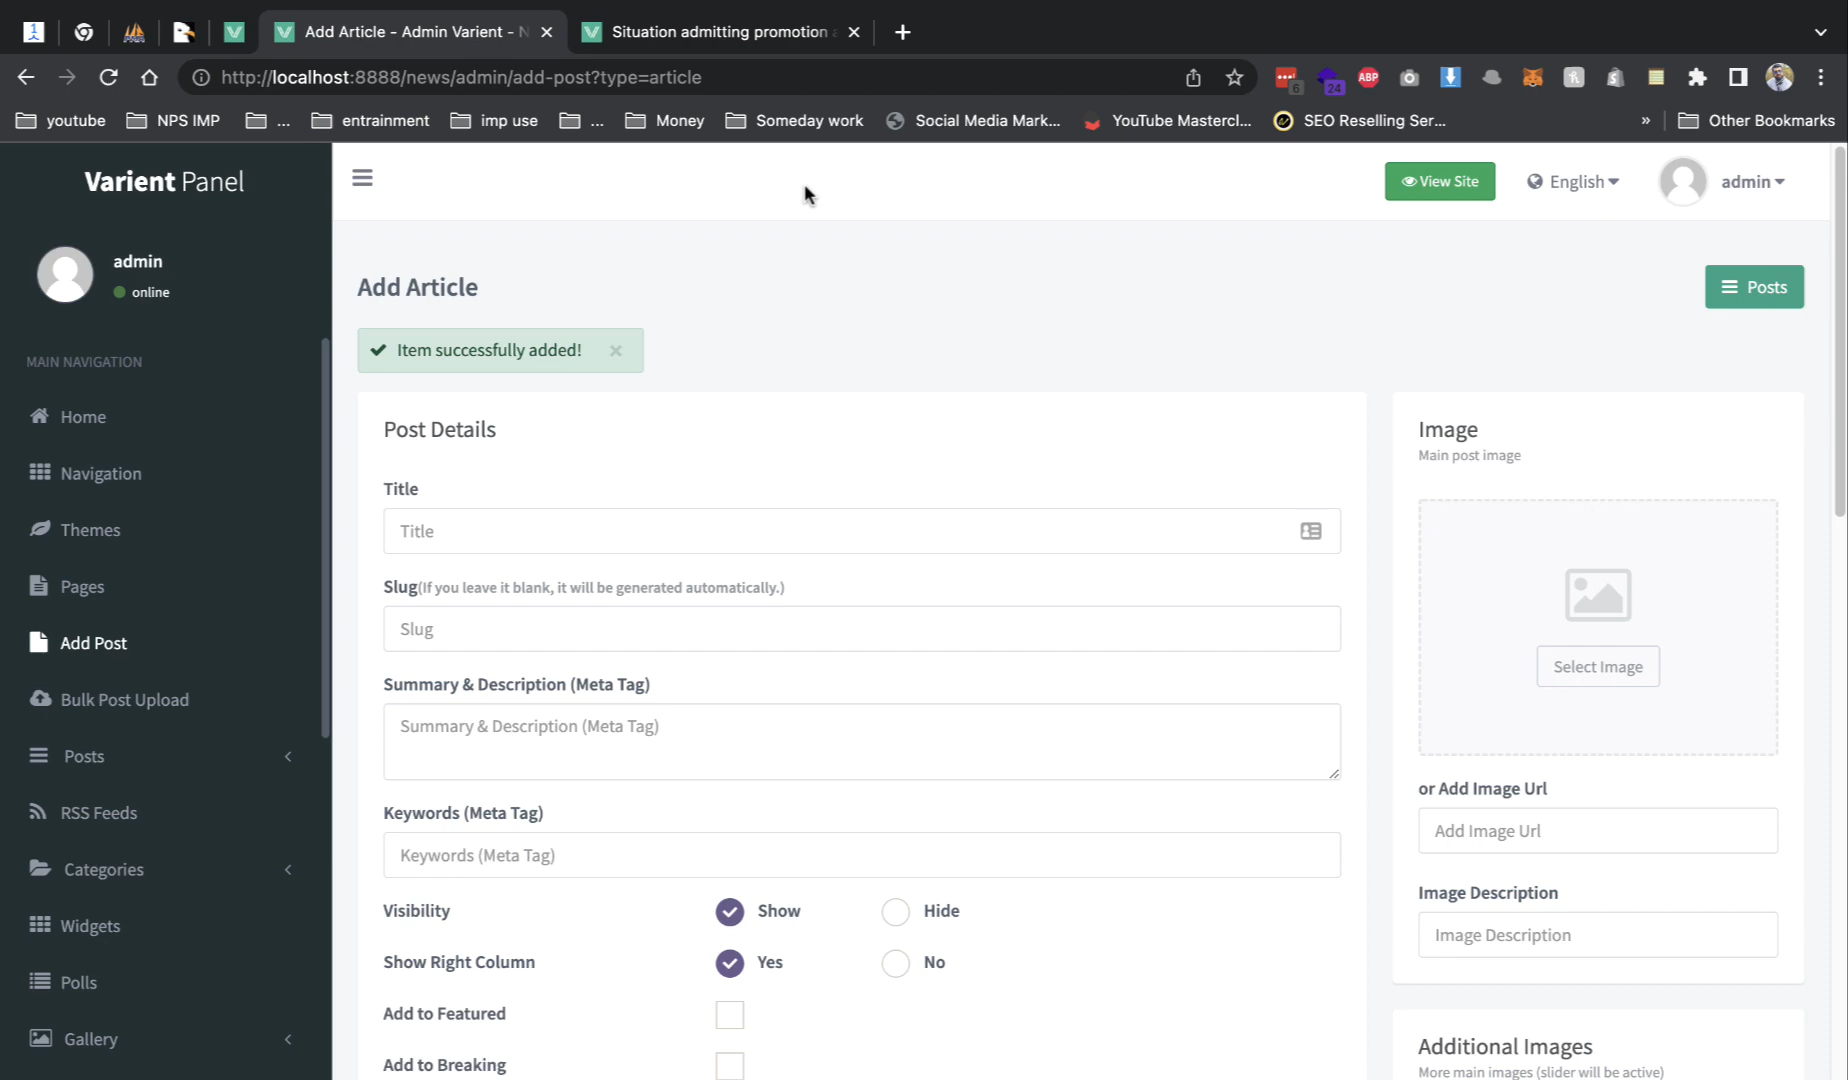 Add Article - Admin Varient - N
Situation admitting promotion a
http://localhost:8888/news/admin/add-post?type=article
6
24
ABP
youtube
NPS IMP
...
entrainment
imp use
...
Money
Someday work
Social Media Mark...
YouTube Mastercl...
SEO Reselling Ser...
»
Other Bookmarks
Varient Panel
View Site
English
admin
admin
online
Add Article
Posts
Item successfully added!
MAIN NAVIGATION
Home
Navigation
Themes
Pages
Add Post
Bulk Post Upload
Posts
RSS Feeds
Categories
Widgets
Polls
Gallery
Post Details
Title
Title
Slug(If you leave it blank, it will be generated automatically.)
Slug
Summary & Description (Meta Tag)
Summary & Description (Meta Tag)
Keywords (Meta Tag)
Keywords (Meta Tag)
Visibility
Show
Hide
Show Right Column
Yes
No
Add to Featured
Add to Breaking
Image
Main post image
Select Image
or Add Image Url
Add Image Url
Image Description
Image Description
Additional Images
More main images (slider will be active)